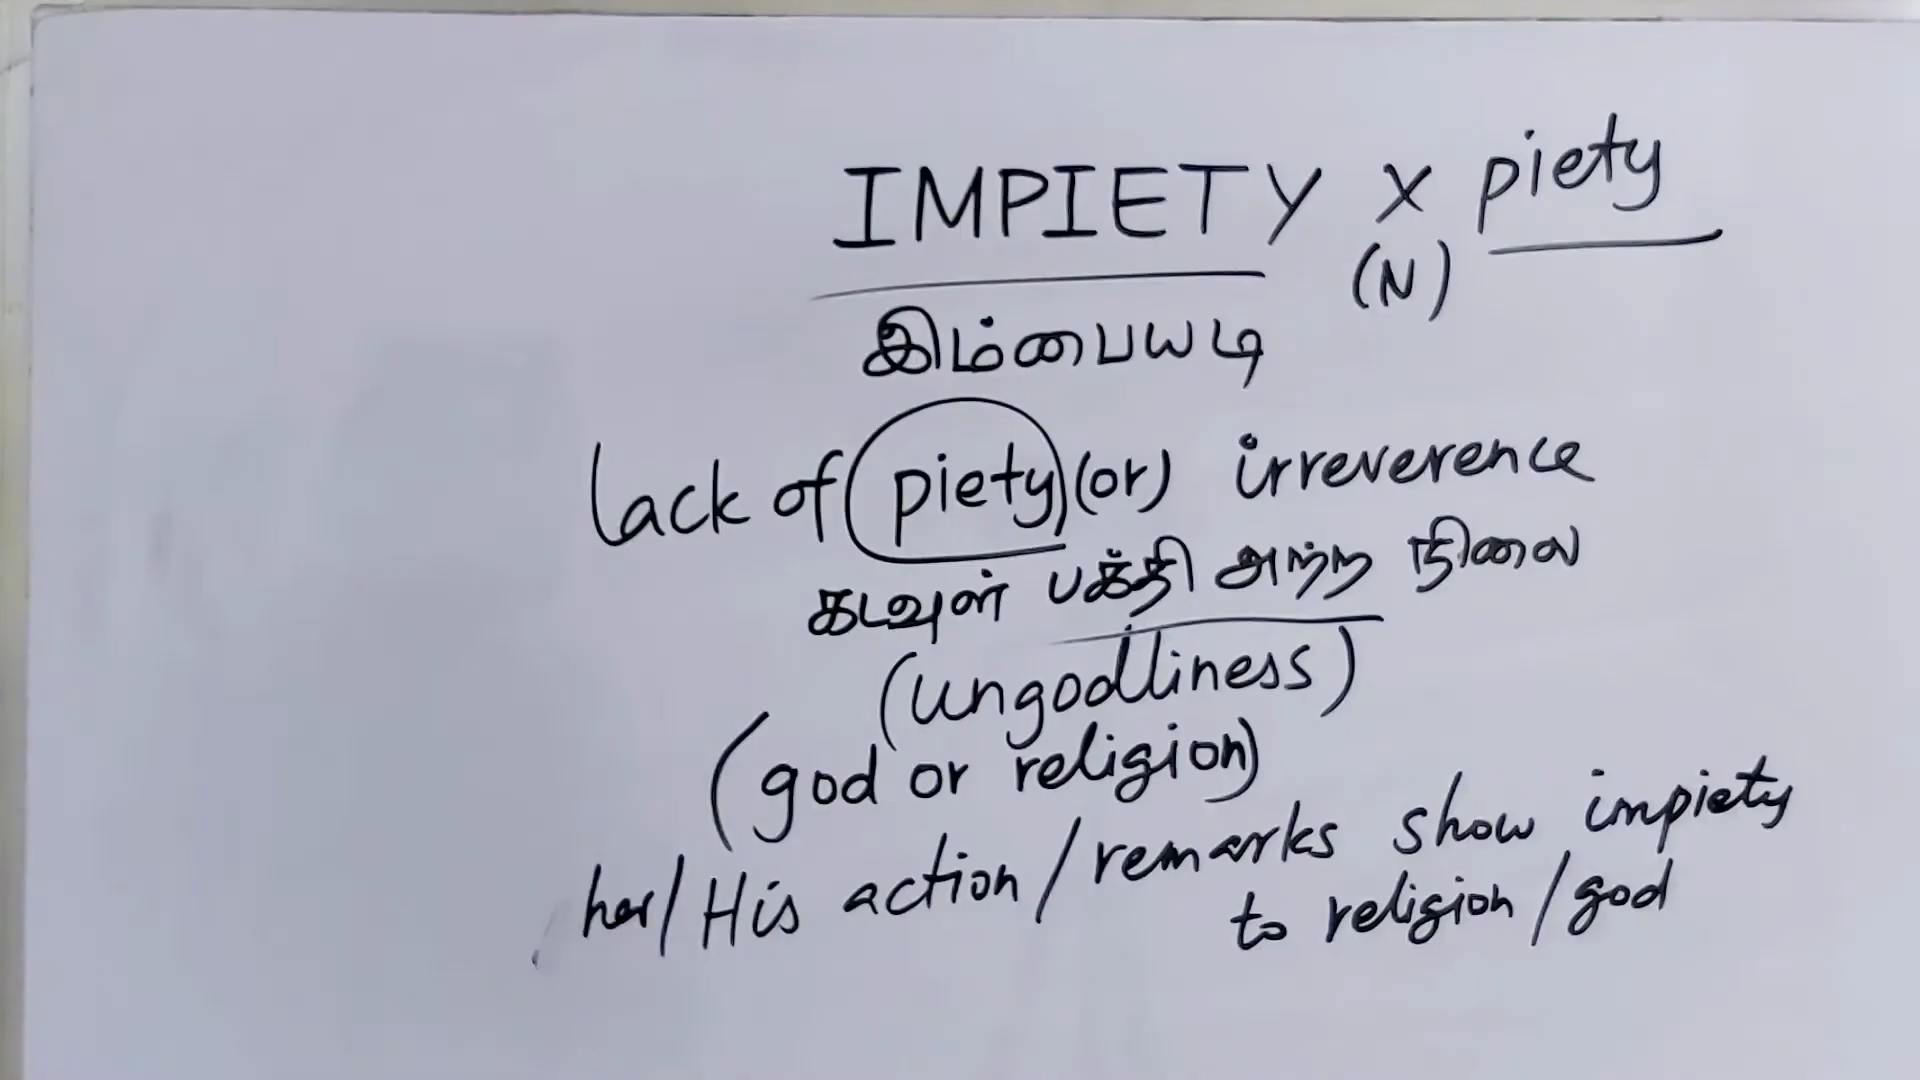 IMPIETY X piety
(N)
இம்பையடி
lack of piety (or) irreverence
கடவுள் பக்தி அற்ற நிலை
(ungodliness)
(god or religion)
her/His action/remarks show impiety
to religion/god